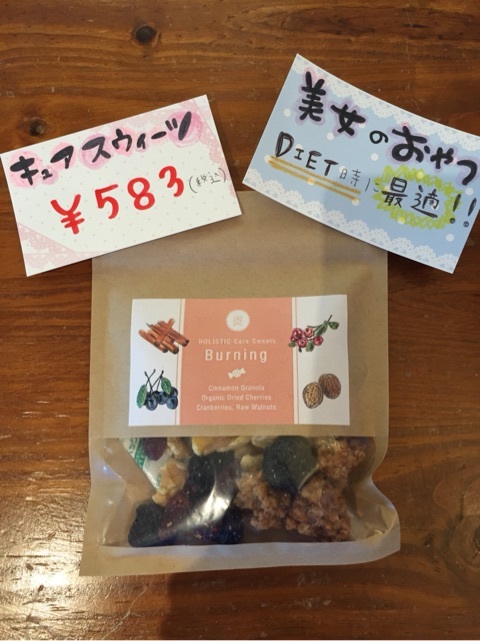 キュアスウィーツ
¥583(税込)
美女のおやつ
DIET時に最適!!
HOLISTIC Care Sweets
Burning
Cinnamon Granola
Organic Dried Cherries
Cranberries, Raw Walnuts